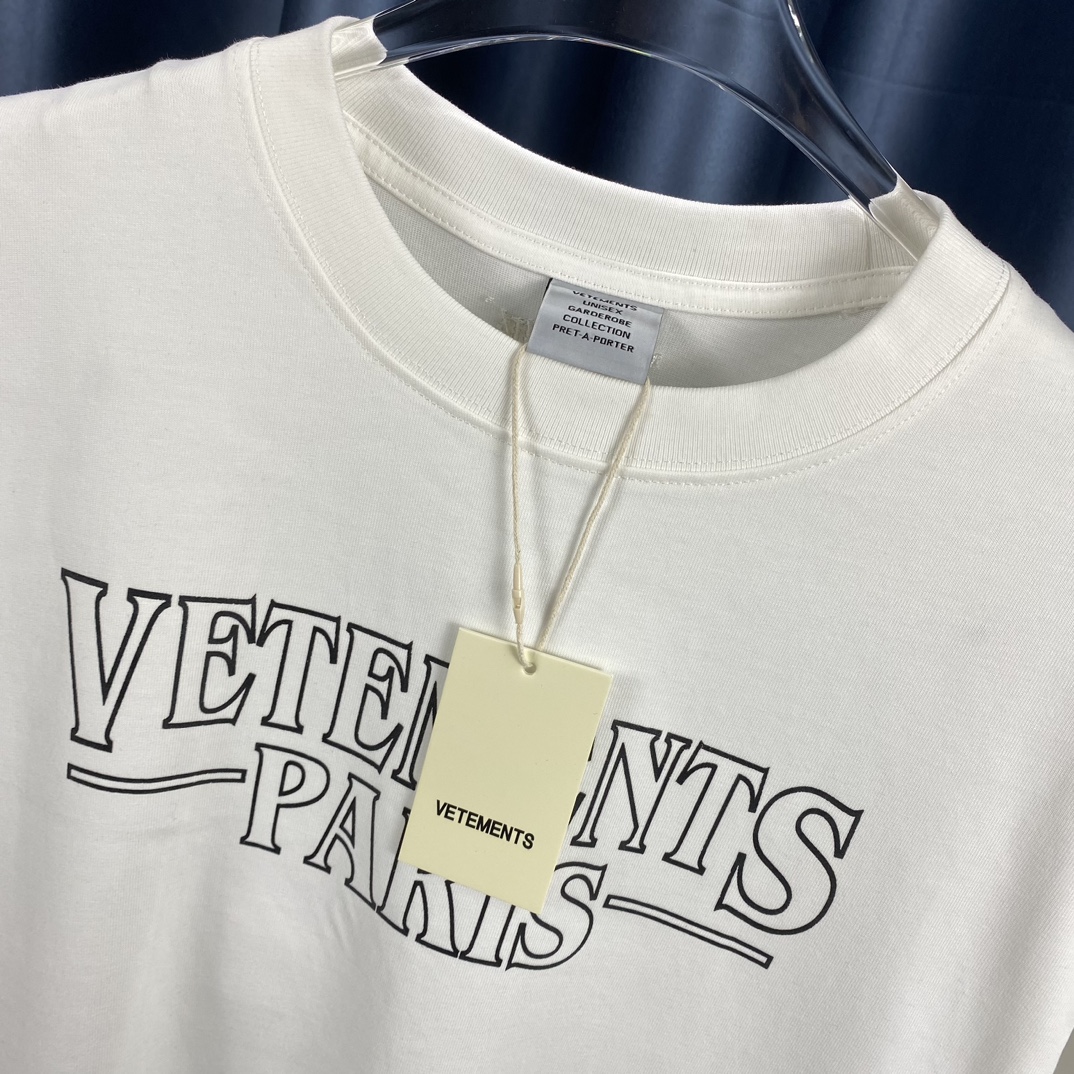 VETEMENTS
UNISEX
GARDEROBE
COLLECTION
PRET-A-PORTER
VETEMENTS
PARIS
VETEMENTS